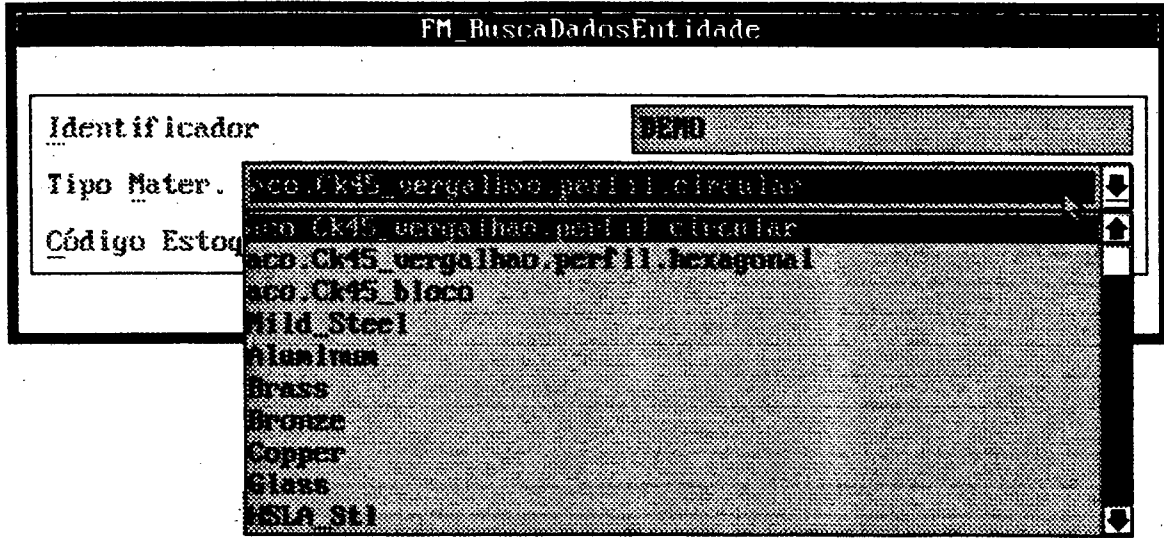 FM_BuscaDadosEntidade
Identificador DEMO
Tipo Mater. aco.Ck45_vergalhao.perfil.circular
aco.Ck45_vergalhao.perfil.circular
Código Estoq
aco.Ck45_vergalhao.perfil.hexagonal
aco.Ck45_bloco
Mild_Steel
Aluminum
Brass
Bronze
Copper
Glass
HSLA_Stl